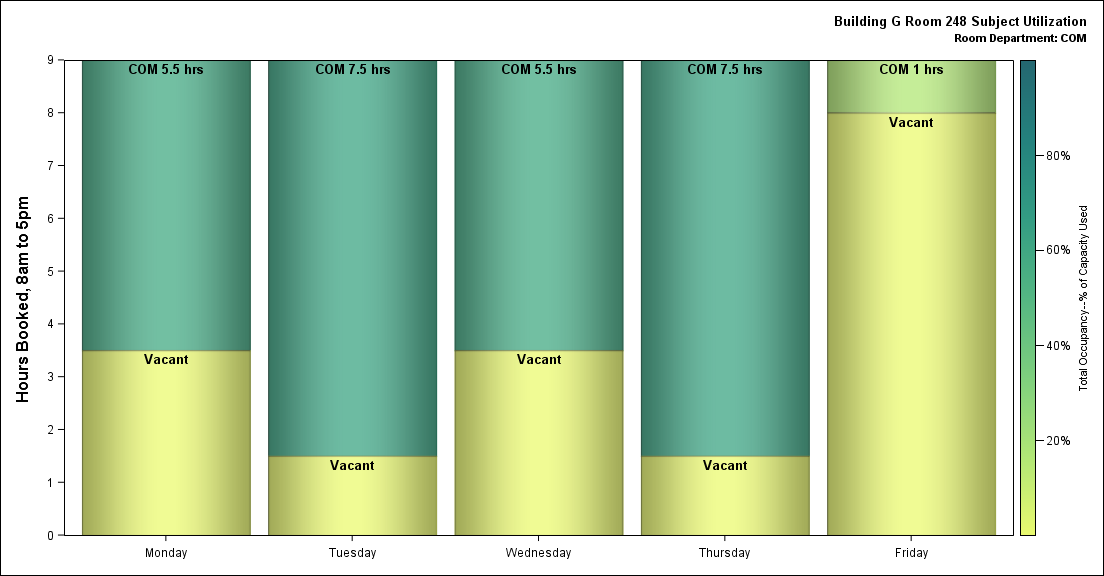 Building G Room 248 Subject Utilization
Room Department: COM
Hours Booked, 8am to 5pm
9
8
7
6
5
4
3
2
1
0
COM 5.5 hrs
Vacant
COM 7.5 hrs
Vacant
COM 5.5 hrs
Vacant
COM 7.5 hrs
Vacant
COM 1 hrs
Vacant
Monday
Tuesday
Wednesday
Thursday
Friday
80%
60%
40%
20%
Total Occupancy--% of Capacity Used